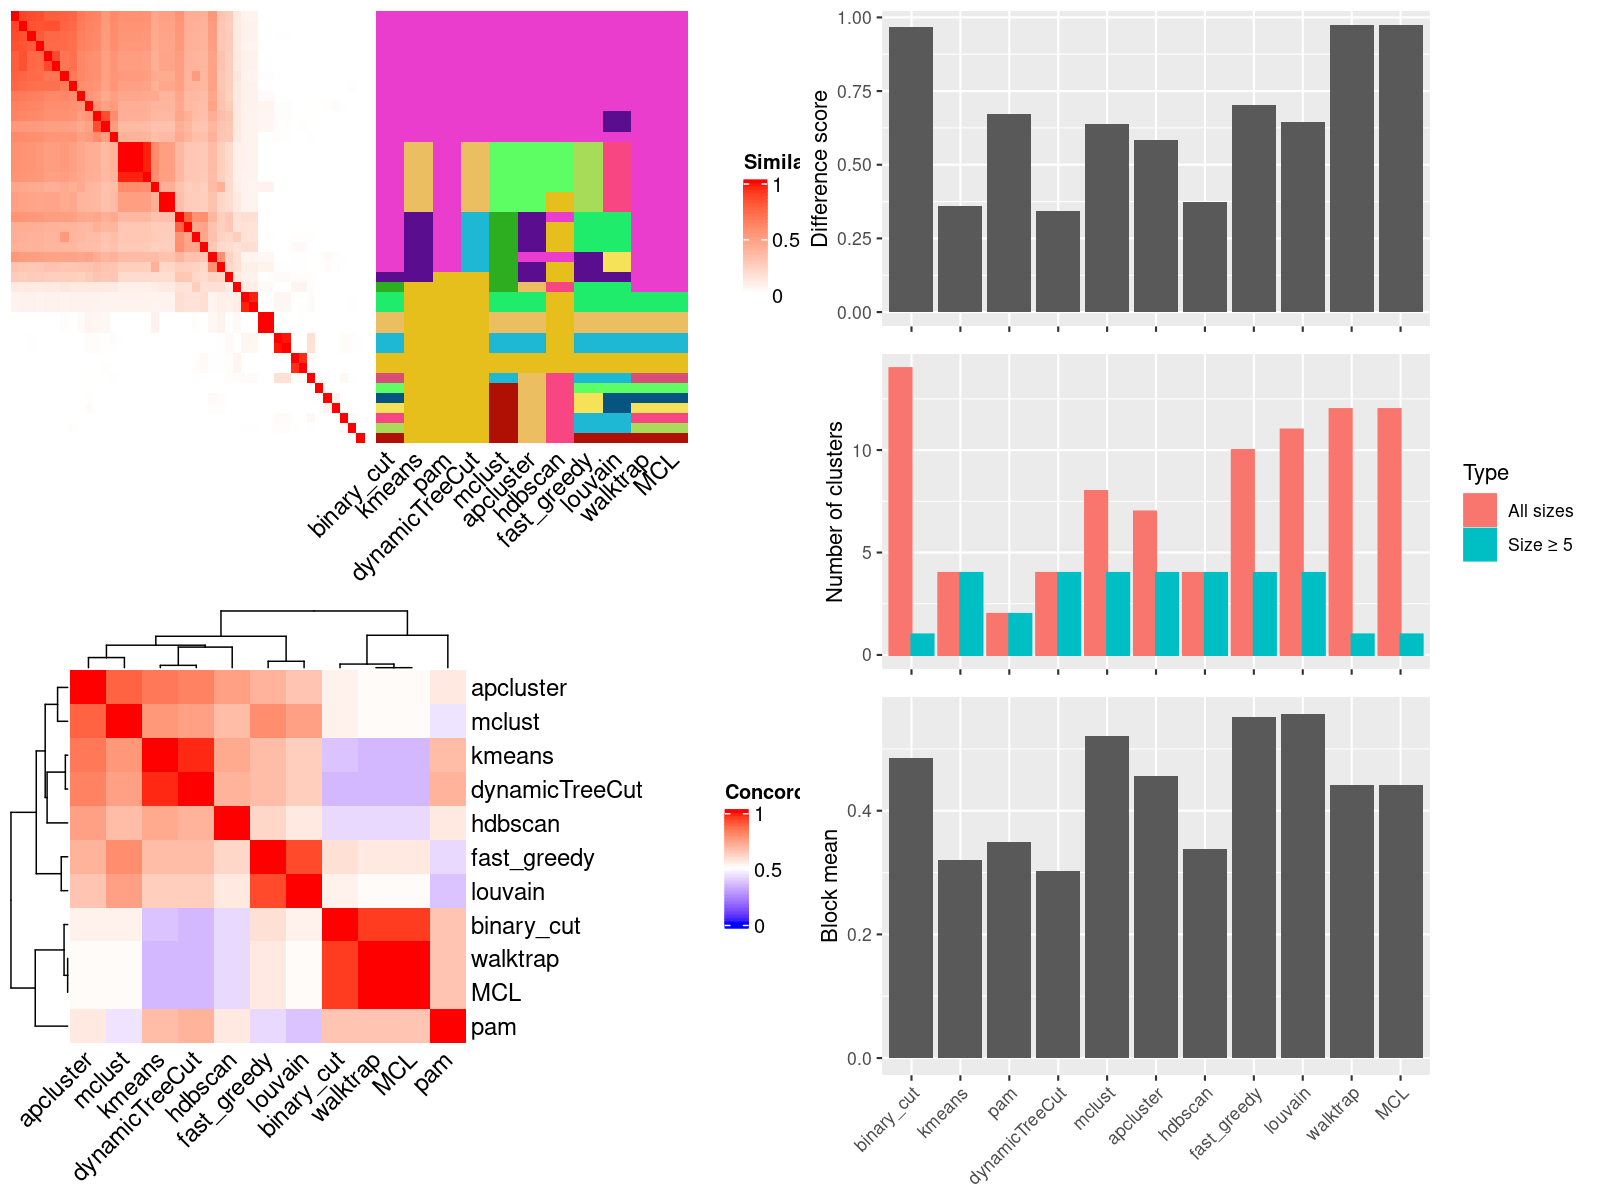 Simila
1
0.5
0
binary_cut
kmeans
pam
dynamicTreeCut
mclust
apcluster
hdbscan
fast_greedy
louvain
walktrap
MCL
Difference score
1.00
0.75
0.50
0.25
0.00
Number of clusters
10
5
0
Type
All sizes
Size ≥ 5
apcluster
mclust
kmeans
dynamicTreeCut
hdbscan
fast_greedy
louvain
binary_cut
walktrap
MCL
pam
apcluster
mclust
kmeans
dynamicTreeCut
hdbscan
fast_greedy
louvain
binary_cut
walktrap
MCL
pam
Concord
1
0.5
0
Block mean
0.4
0.2
0.0
binary_cut
kmeans
pam
dynamicTreeCut
mclust
apcluster
hdbscan
fast_greedy
louvain
walktrap
MCL